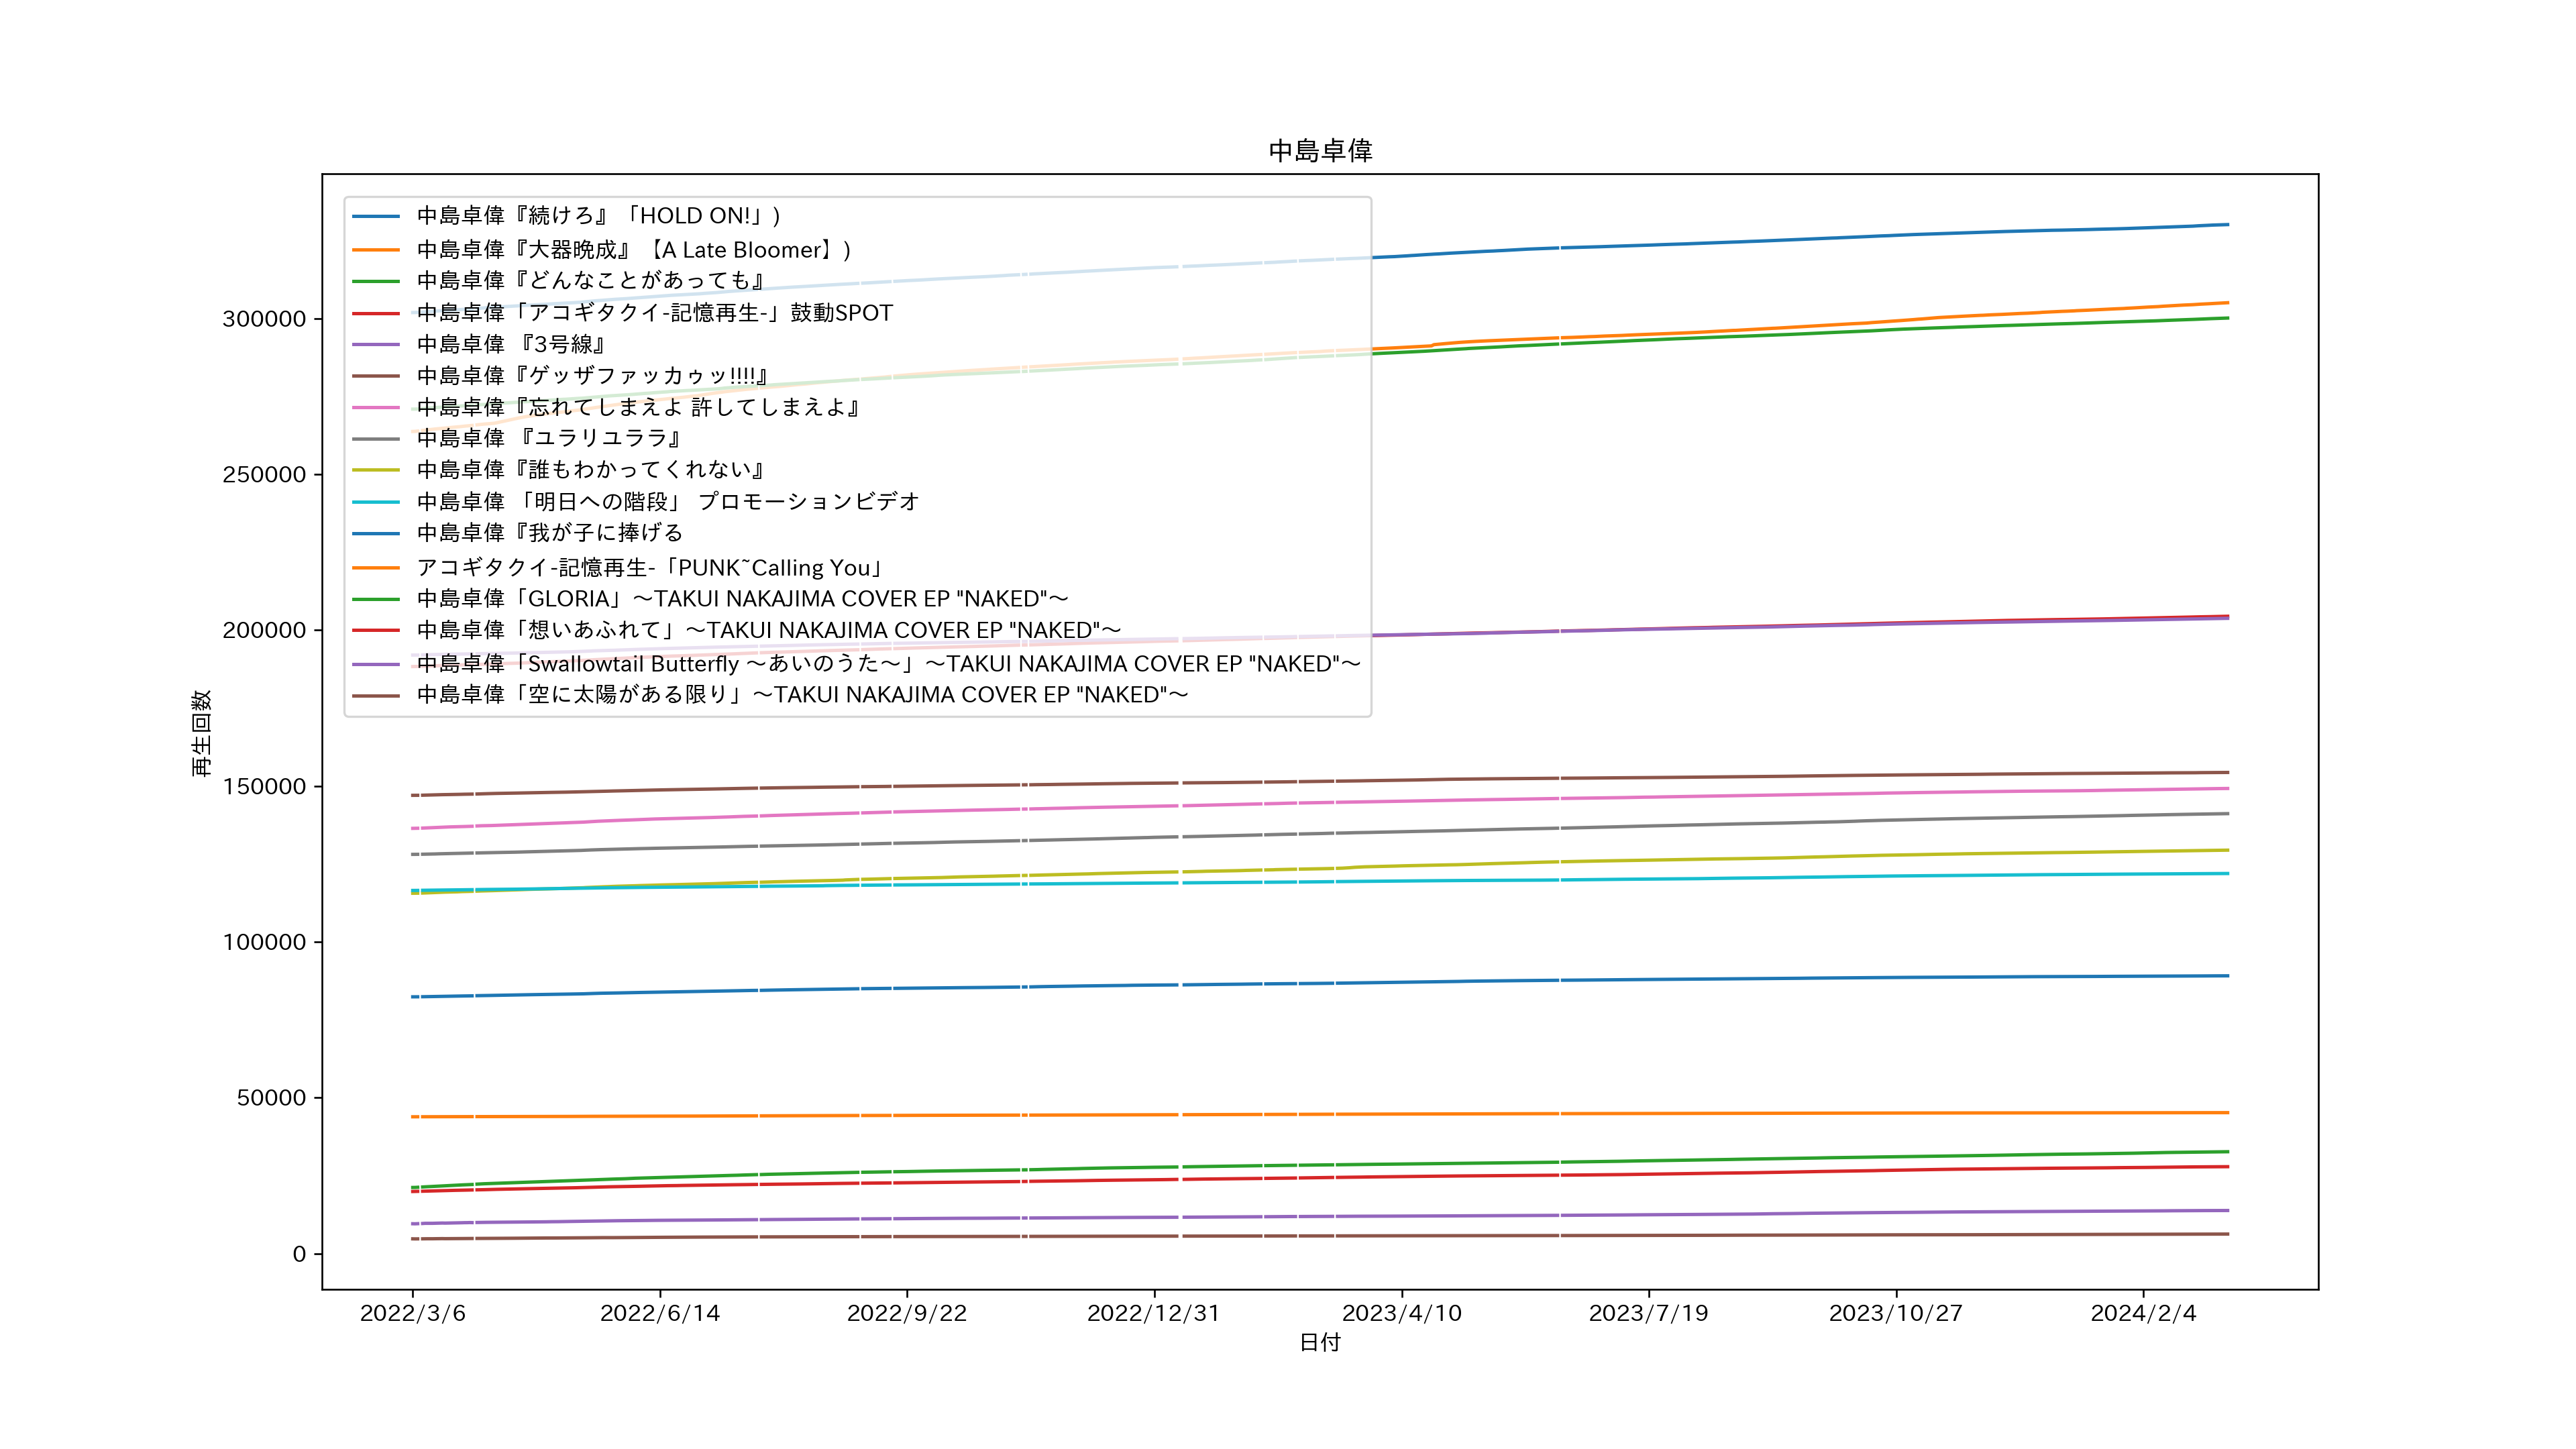 中島卓偉
中島卓偉『続けろ』「HOLD ON!」)
中島卓偉『大器晩成』【A Late Bloomer】)
中島卓偉『どんなことがあっても』
中島卓偉「アコギタクイ-記憶再生-」鼓動SPOT
中島卓偉 『3号線』
中島卓偉『ゲッザファッカゥッ!!!!』
中島卓偉『忘れてしまえよ 許してしまえよ』
中島卓偉 『ユラリユララ』
中島卓偉『誰もわかってくれない』
中島卓偉 「明日への階段」 プロモーションビデオ
中島卓偉『我が子に捧げる
アコギタクイ-記憶再生-「PUNK~Calling You」
中島卓偉「GLORIA」〜TAKUI NAKAJIMA COVER EP "NAKED"〜
中島卓偉「想いあふれて」〜TAKUI NAKAJIMA COVER EP "NAKED"〜
中島卓偉「Swallowtail Butterfly 〜あいのうた〜」〜TAKUI NAKAJIMA COVER EP "NAKED"〜
中島卓偉「空に太陽がある限り」〜TAKUI NAKAJIMA COVER EP "NAKED"〜
再生回数
300000
250000
200000
150000
100000
50000
0
2022/3/6
2022/6/14
2022/9/22
2022/12/31
2023/4/10
2023/7/19
2023/10/27
2024/2/4
日付